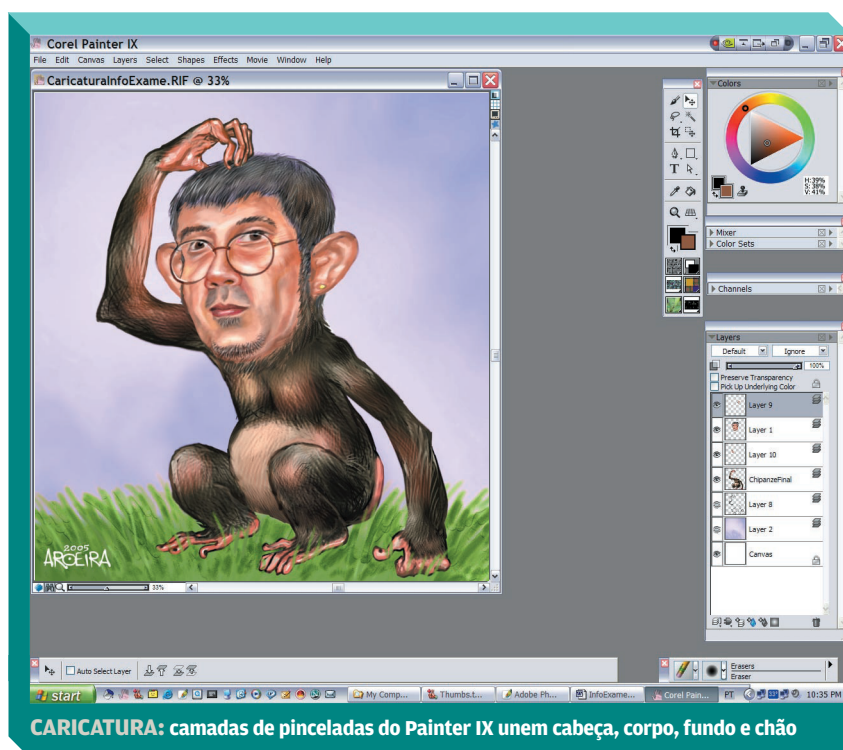 Corel Painter IX
File Edit Canvas Layers Select Shapes Effects Movie Window Help
CaricaturaInfoExame.RIF @ 33%
Colors
H:39%
S: 38%
V: 41%
Mixer
Color Sets
Channels
Layers
Default Ignore
100%
Preserve Transparency
Pick Up Underlying Color
Layer 9
Layer 1
Layer 10
ChipanzeFinal
Layer 8
Layer 2
Canvas
T
2005
AROEIRA
33%
Auto Select Layer
Erasers
Eraser
start
My Comp...
Thumbs.t...
Adobe Ph...
InfoExame...
Corel Pain...
PT
10:35 PM
CARICATURA: camadas de pinceladas do Painter IX unem cabeça, corpo, fundo e chão